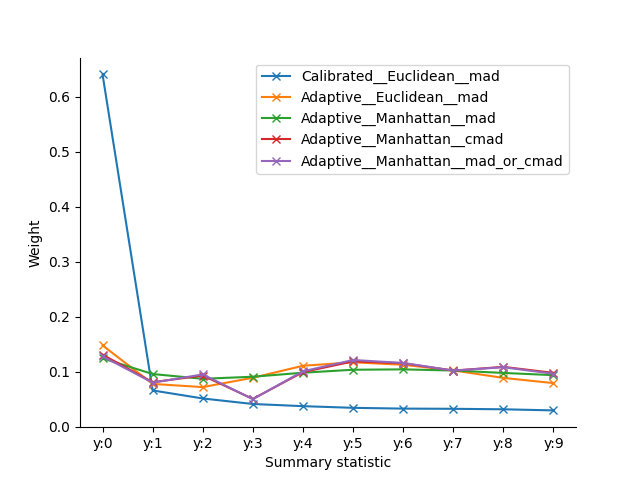 Calibrated__Euclidean__mad
Adaptive__Euclidean__mad
Adaptive__Manhattan__mad
Adaptive__Manhattan__cmad
Adaptive__Manhattan__mad_or_cmad
0.6
0.5
0.4
0.3
0.2
0.1
0.0
Weight
y:0 y:1 y:2 y:3 y:4 y:5 y:6 y:7 y:8 y:9
Summary statistic